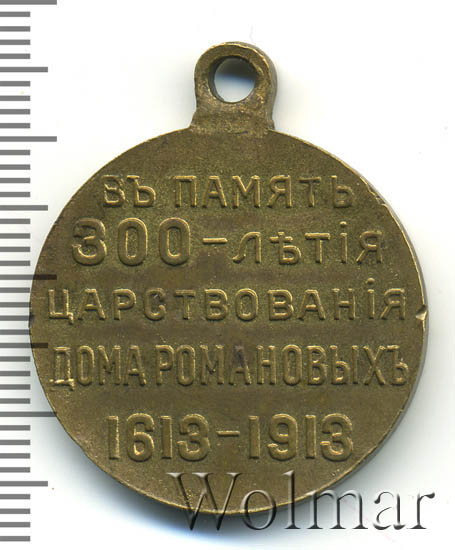 ВЪ ПАМЯТЬ
300-ЛѢТІЯ
ЦАРСТВОВАНІЯ
ДОМА РОМАНОВЫХЪ
1613-1913
Wolmar